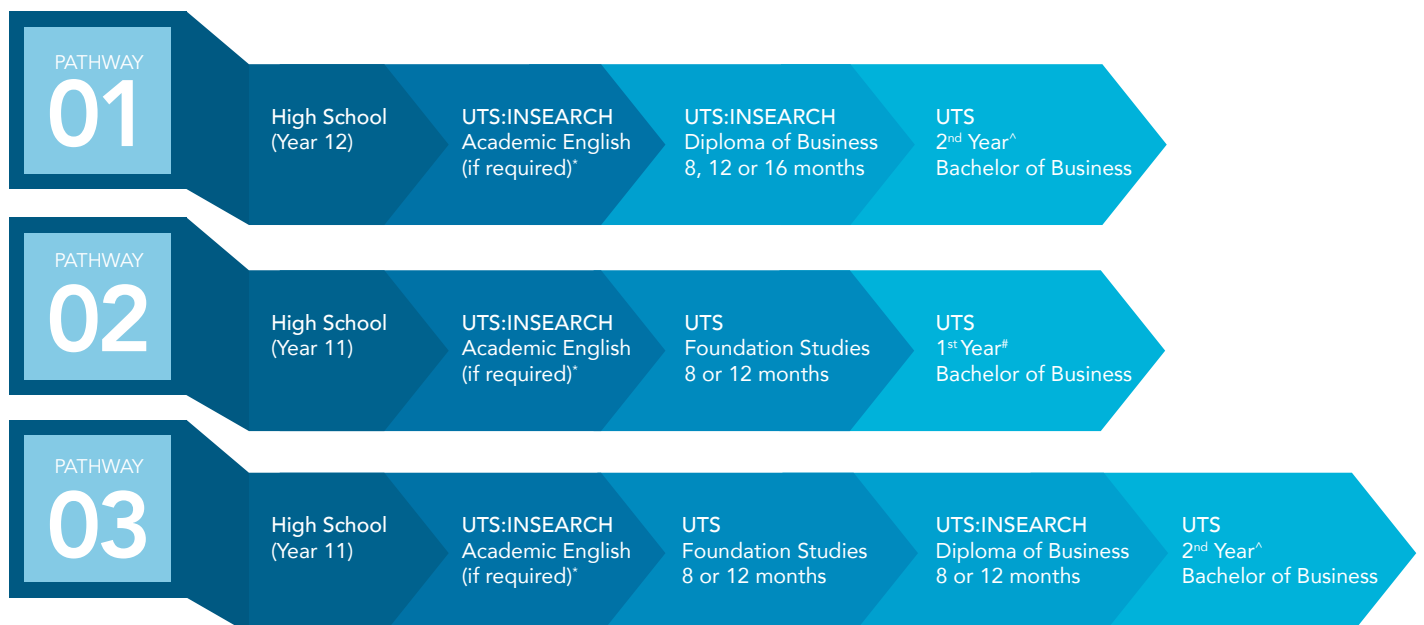 PATHWAY
01
High School
(Year 12)
UTS:INSEARCH
Academic English
(if required)*
UTS:INSEARCH
Diploma of Business
8, 12 or 16 months
UTS
2nd Year^
Bachelor of Business
PATHWAY
02
High School
(Year 11)
UTS:INSEARCH
Academic English
(if required)*
UTS
Foundation Studies
8 or 12 months
UTS
1st Year#
Bachelor of Business
PATHWAY
03
High School
(Year 11)
UTS:INSEARCH
Academic English
(if required)*
UTS
Foundation Studies
8 or 12 months
UTS:INSEARCH
Diploma of Business
8 or 12 months
UTS
2nd Year^
Bachelor of Business